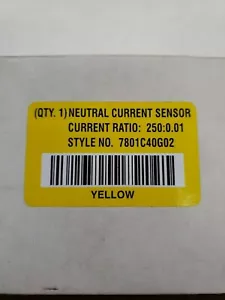 (QTY. 1) NEUTRAL CURRENT SENSOR
CURRENT RATIO: 250:0.01
STYLE NO. 7801C40G02
YELLOW